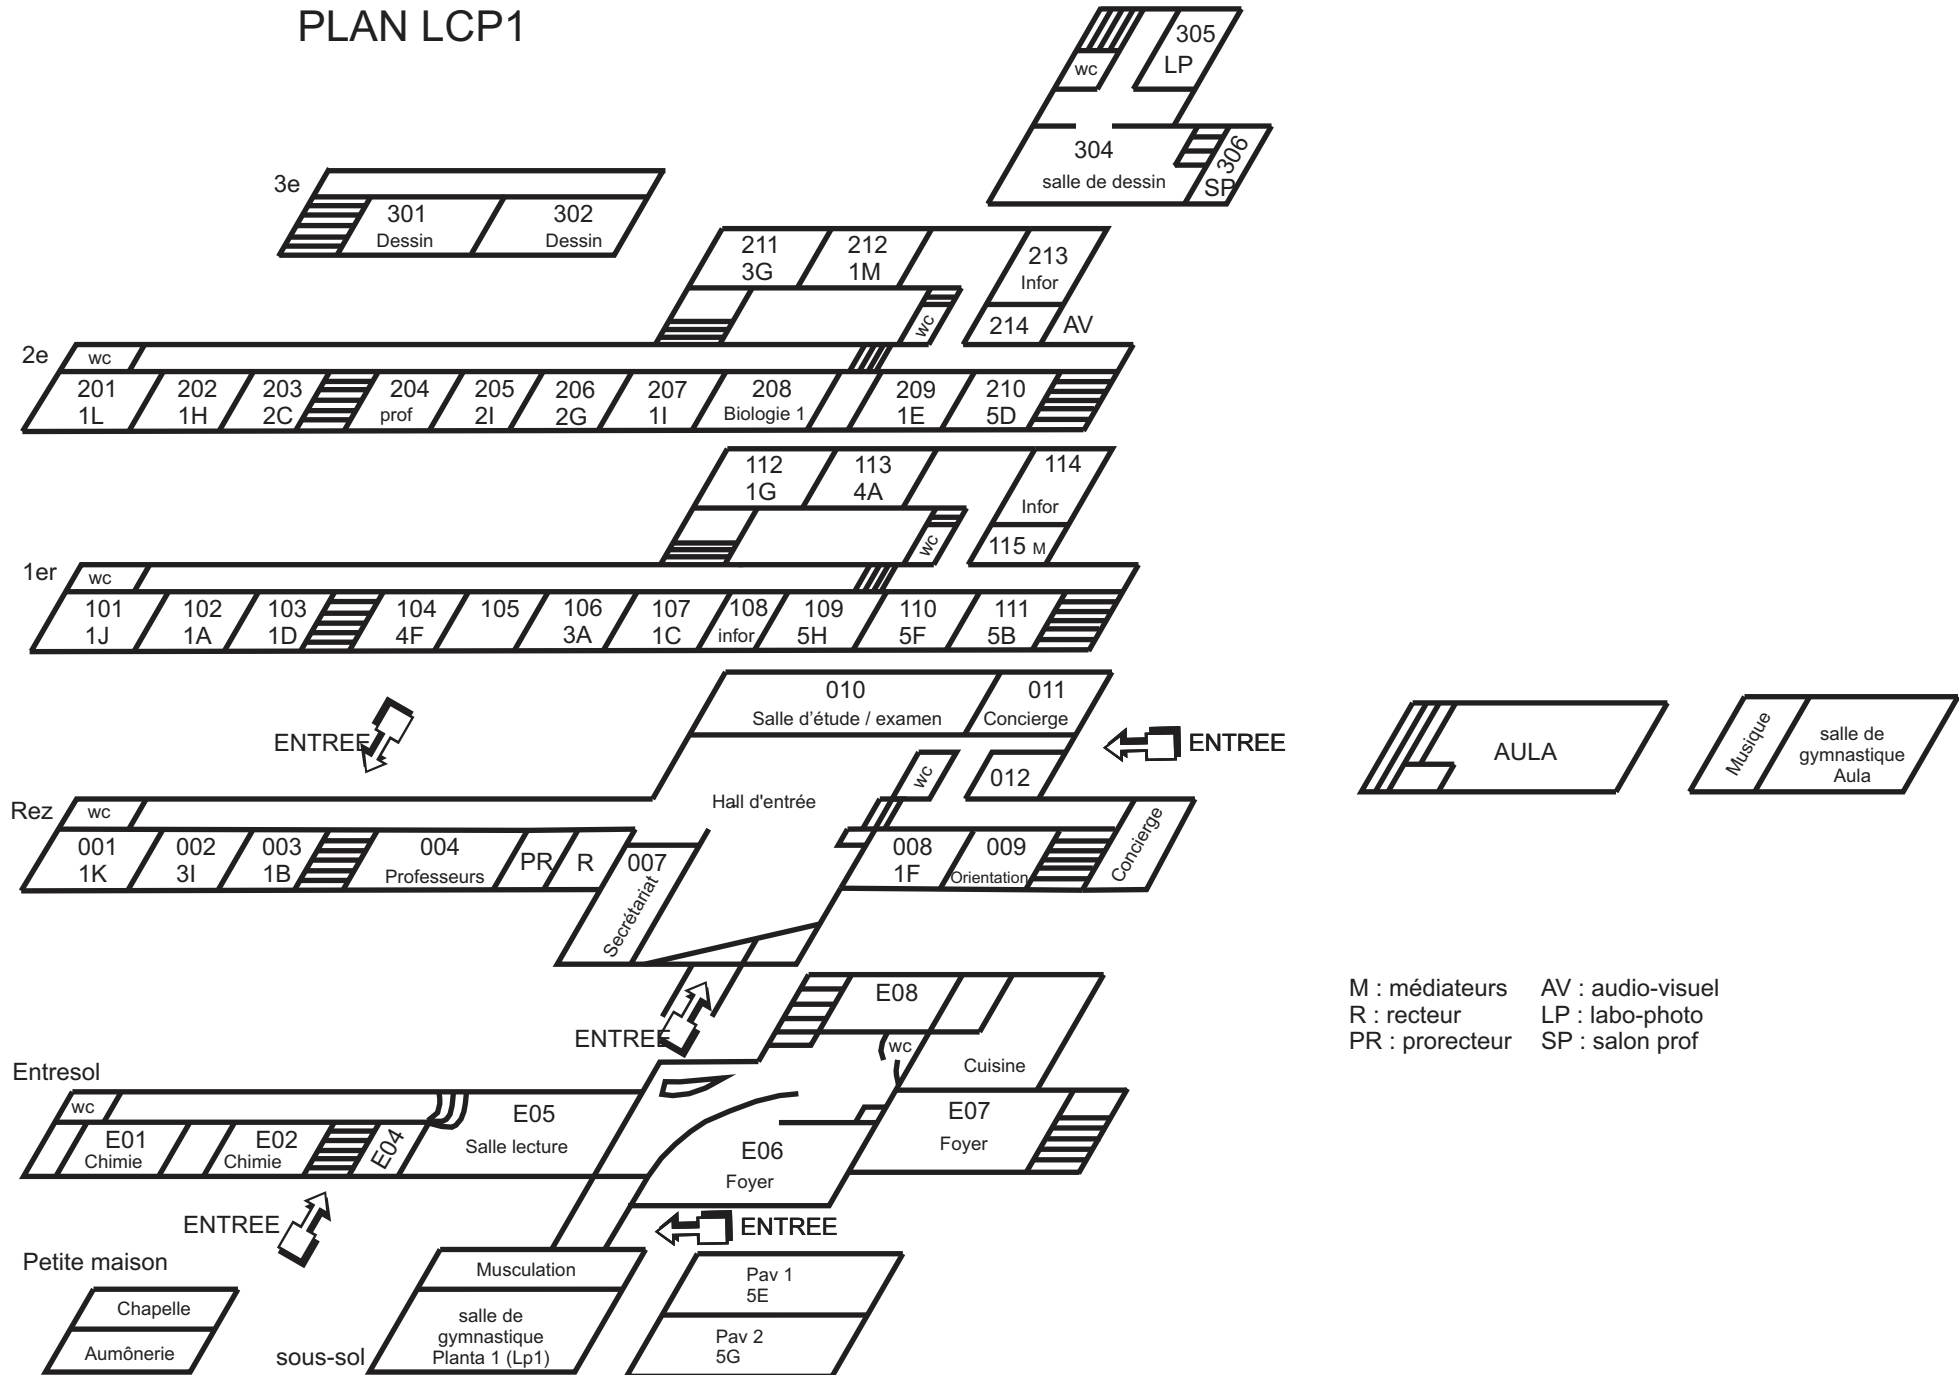 PLAN LCP1
305
LP
wc
304
salle de dessin
306
SP
3e
301
Dessin
302
Dessin
211
3G
212
1M
213
Infor
214
AV
wc
2e
wc
201
1L
202
1H
203
2C
204
prof
205
2I
206
2G
207
1I
208
Biologie 1
209
1E
210
5D
112
1G
113
4A
114
Infor
115 M
wc
1er
wc
101
1J
102
1A
103
1D
104
4F
105
106
3A
107
1C
108
infor
109
5H
110
5F
111
5B
010
Salle d'étude / examen
011
Concierge
ENTREE
ENTREE
AULA
Musique
salle de
gymnastique
Aula
wc
012
Hall d'entrée
Rez
wc
001
1K
002
3I
003
1B
004
Professeurs
PR
R
007
Secrétariat
008
1F
009
Orientation
Concierge
M : médiateurs
R : recteur
PR : prorecteur
AV : audio-visuel
LP : labo-photo
SP : salon prof
ENTREE
E08
wc
Cuisine
Entresol
wc
E01
Chimie
E02
Chimie
E04
E05
Salle lecture
E06
Foyer
E07
Foyer
ENTREE
ENTREE
Petite maison
Chapelle
Aumônerie
sous-sol
Musculation
salle de
gymnastique
Planta 1 (Lp1)
Pav 1
5E
Pav 2
5G